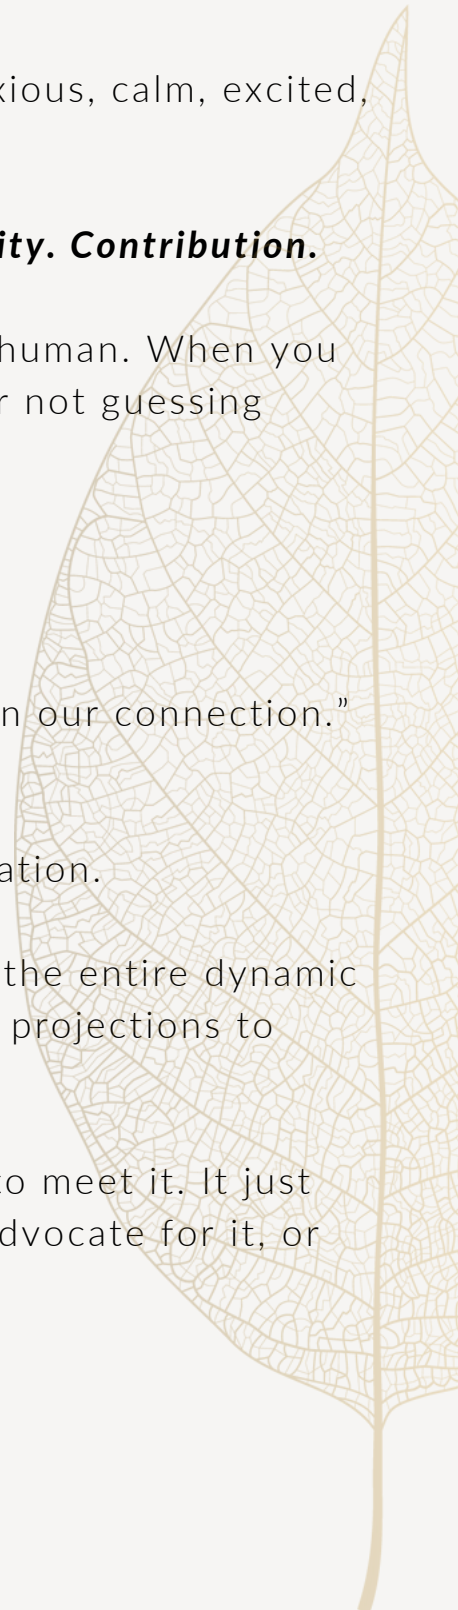 xious, calm, excited,
ity. Contribution.
human. When you
r not guessing
n our connection.”
ation.
the entire dynamic
projections to
to meet it. It just
dvocate for it, or